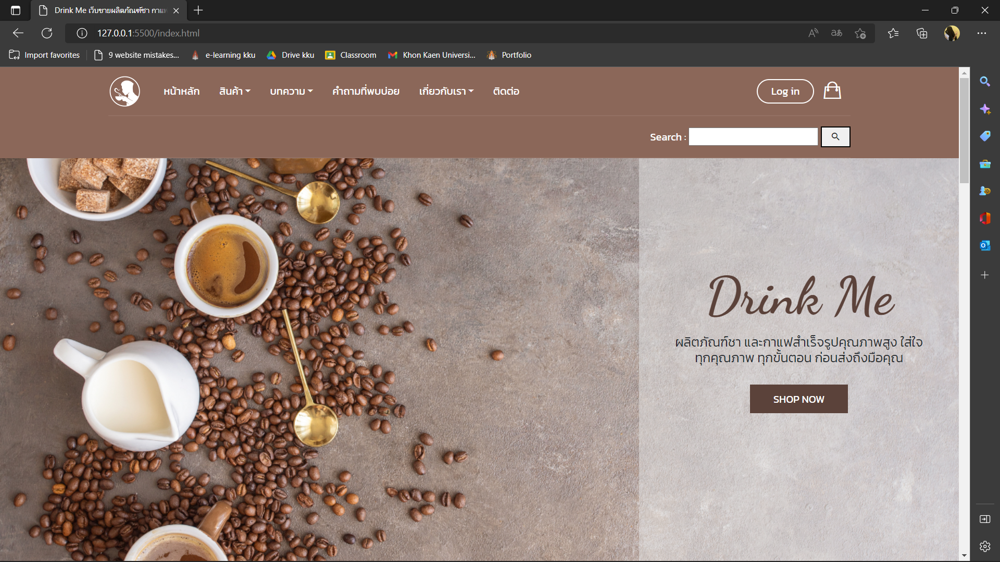 Drink Me เว็บขายผลิตภัณฑ์ชา กาแฟ
127.0.0.1:5500/index.html
Import favorites
9 website mistakes...
e-learning kku
Drive kku
Classroom
Khon Kaen Universi...
Portfolio
หน้าหลัก
สินค้า
บทความ
คำถามที่พบบ่อย
เกี่ยวกับเรา
ติดต่อ
Log in
Search :
Drink Me
ผลิตภัณฑ์ชา และกาแฟสำเร็จรูปคุณภาพสูง ใส่ใจ
ทุกคุณภาพ ทุกขั้นตอน ก่อนส่งถึงมือคุณ
SHOP NOW